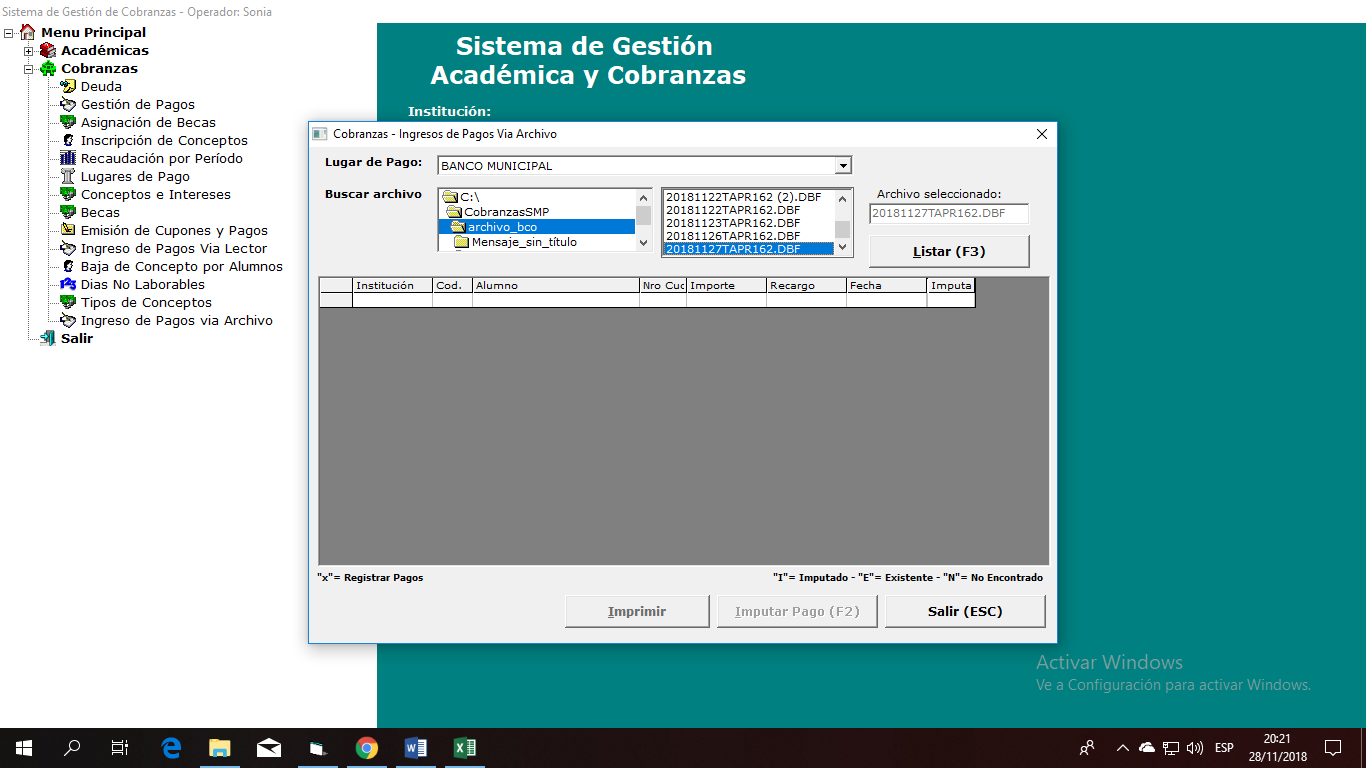 Sistema de Gestión de Cobranzas - Operador: Sonia
Menu Principal
Académicas
Cobranzas
Deuda
Gestión de Pagos
Asignación de Becas
Inscripción de Conceptos
Recaudación por Período
Lugares de Pago
Conceptos e Intereses
Becas
Emisión de Cupones y Pagos
Ingreso de Pagos Via Lector
Baja de Concepto por Alumnos
Dias No Laborables
Tipos de Conceptos
Ingreso de Pagos via Archivo
Salir
Sistema de Gestión
Académica y Cobranzas
Institución:
Cobranzas - Ingresos de Pagos Via Archivo
Lugar de Pago:
BANCO MUNICIPAL
Buscar archivo
C:\
CobranzasSMP
archivo_bco
Mensaje_sin_título
20181122TAPR162 (2).DBF
20181122TAPR162.DBF
20181123TAPR162.DBF
20181126TAPR162.DBF
20181127TAPR162.DBF
Archivo seleccionado:
20181127TAPR162.DBF
Listar (F3)
Institución Cod. Alumno Nro Cuc Importe Recargo Fecha Imputa
"x"= Registrar Pagos
"I"= Imputado - "E"= Existente - "N"= No Encontrado
Imprimir
Imputar Pago (F2)
Salir (ESC)
Activar Windows
Ve a Configuración para activar Windows.
ESP
20:21
28/11/2018